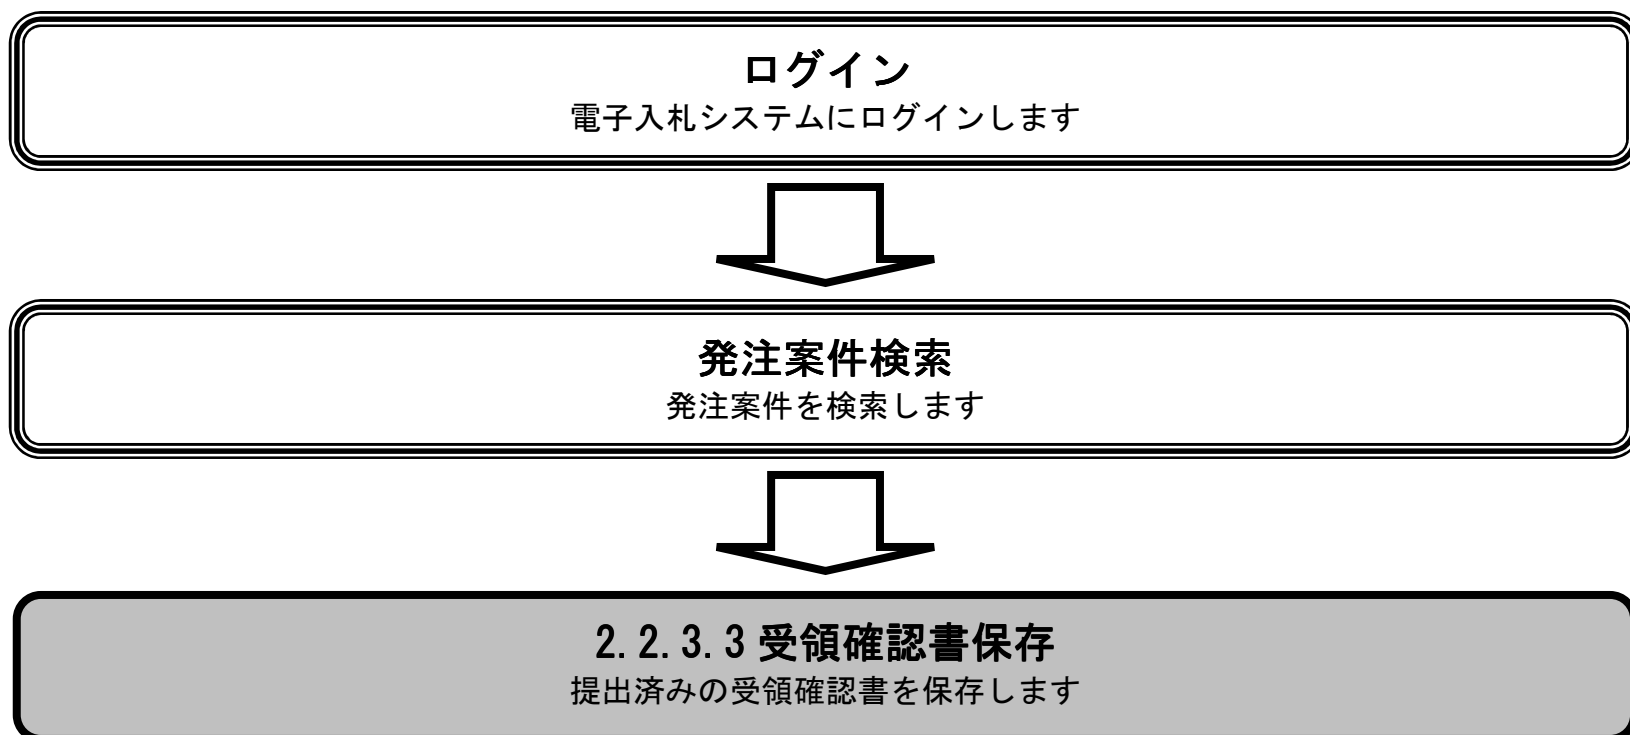 ログイン
電子入札システムにログインします
発注案件検索
発注案件を検索します
2.2.3.3 受領確認書保存
提出済みの受領確認書を保存します